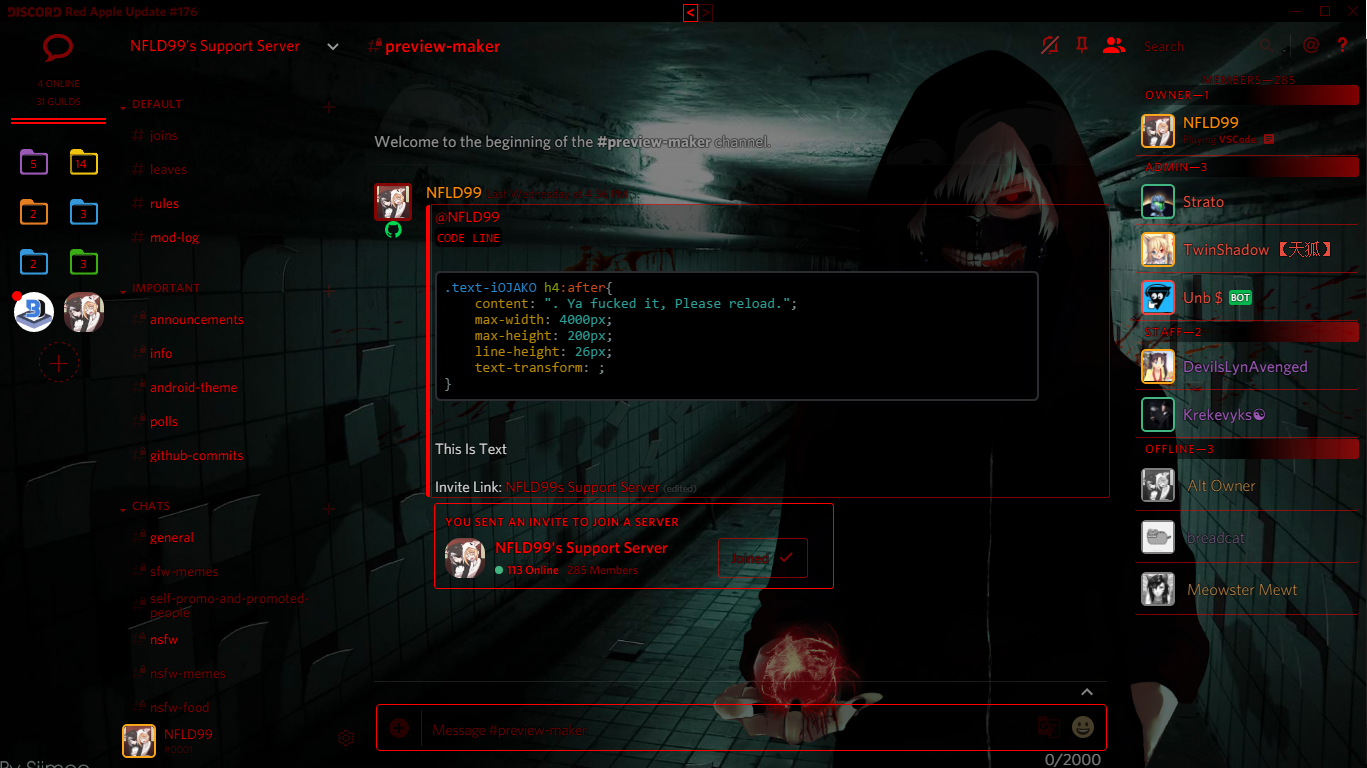 DISCORD Red Apple Update #176
< >
4 ONLINE
31 GUILDS
5 14
2 3
2 3
NFLD99's Support Server
DEFAULT
joins
leaves
rules
mod-log
IMPORTANT
announcements
info
android-theme
polls
github-commits
CHATS
general
sfw-memes
self-promo-and-promoted-
people
nsfw
nsfw-memes
nsfw-food
NFLD99
#0001
By Siimoo
preview-maker
Search
@ ?
Welcome to the beginning of the #preview-maker channel.
NFLD99
@NFLD99
CODE LINE
.text-iOJAKO h4:after{
content: ". Ya fucked it, Please reload.";
max-width: 4000px;
max-height: 200px;
line-height: 26px;
text-transform: ;
}
This Is Text
Invite Link: NFLD99s Support Server (edited)
YOU SENT AN INVITE TO JOIN A SERVER
NFLD99's Support Server
113 Online 285 Members
Joined
Message #preview-maker
0/2000
MEMBERS—285
OWNER—1
NFLD99
Playing VSCode
ADMIN—3
Strato
TwinShadow 【天狐】
Unb $ BOT
STAFF—2
DevilsLynAvenged
Krekevyks☯
OFFLINE—3
Alt Owner
breadcat
Meowster Mewt